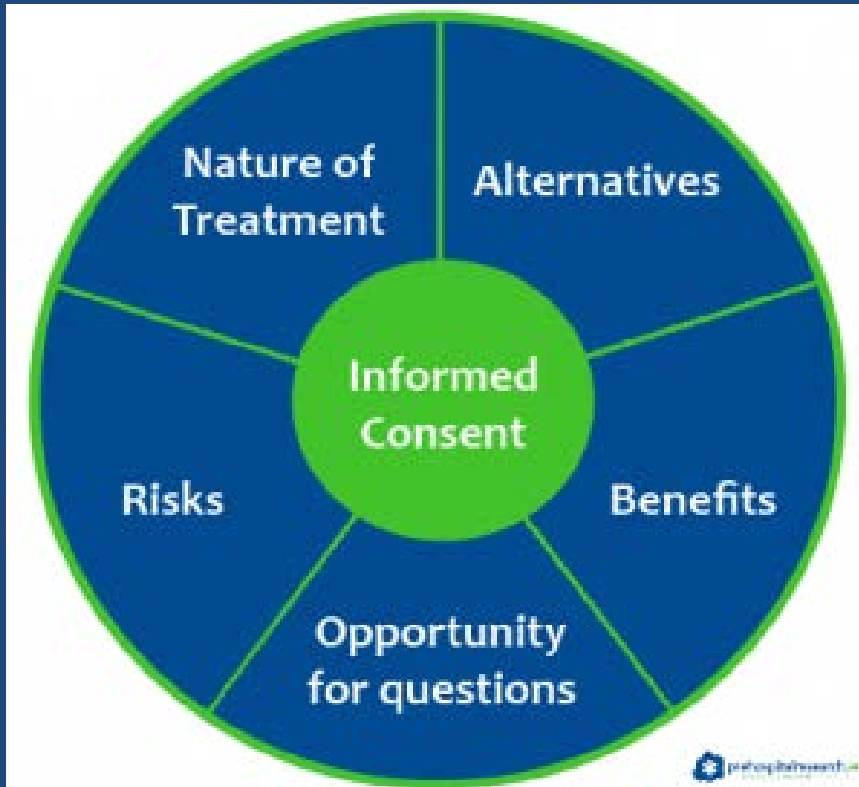 Nature of
Treatment
Alternatives
Informed
Consent
Risks
Benefits
Opportunity
for questions